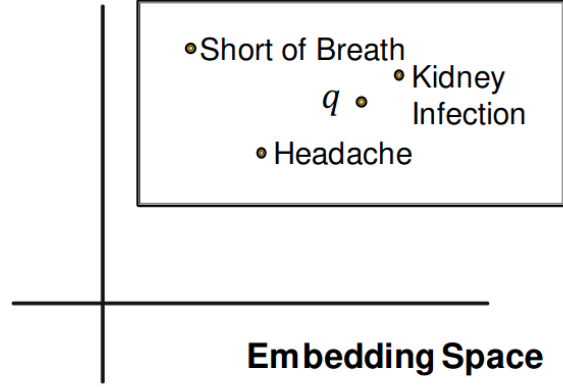 Short of Breath
Kidney
Infection
q
Headache
Embedding Space